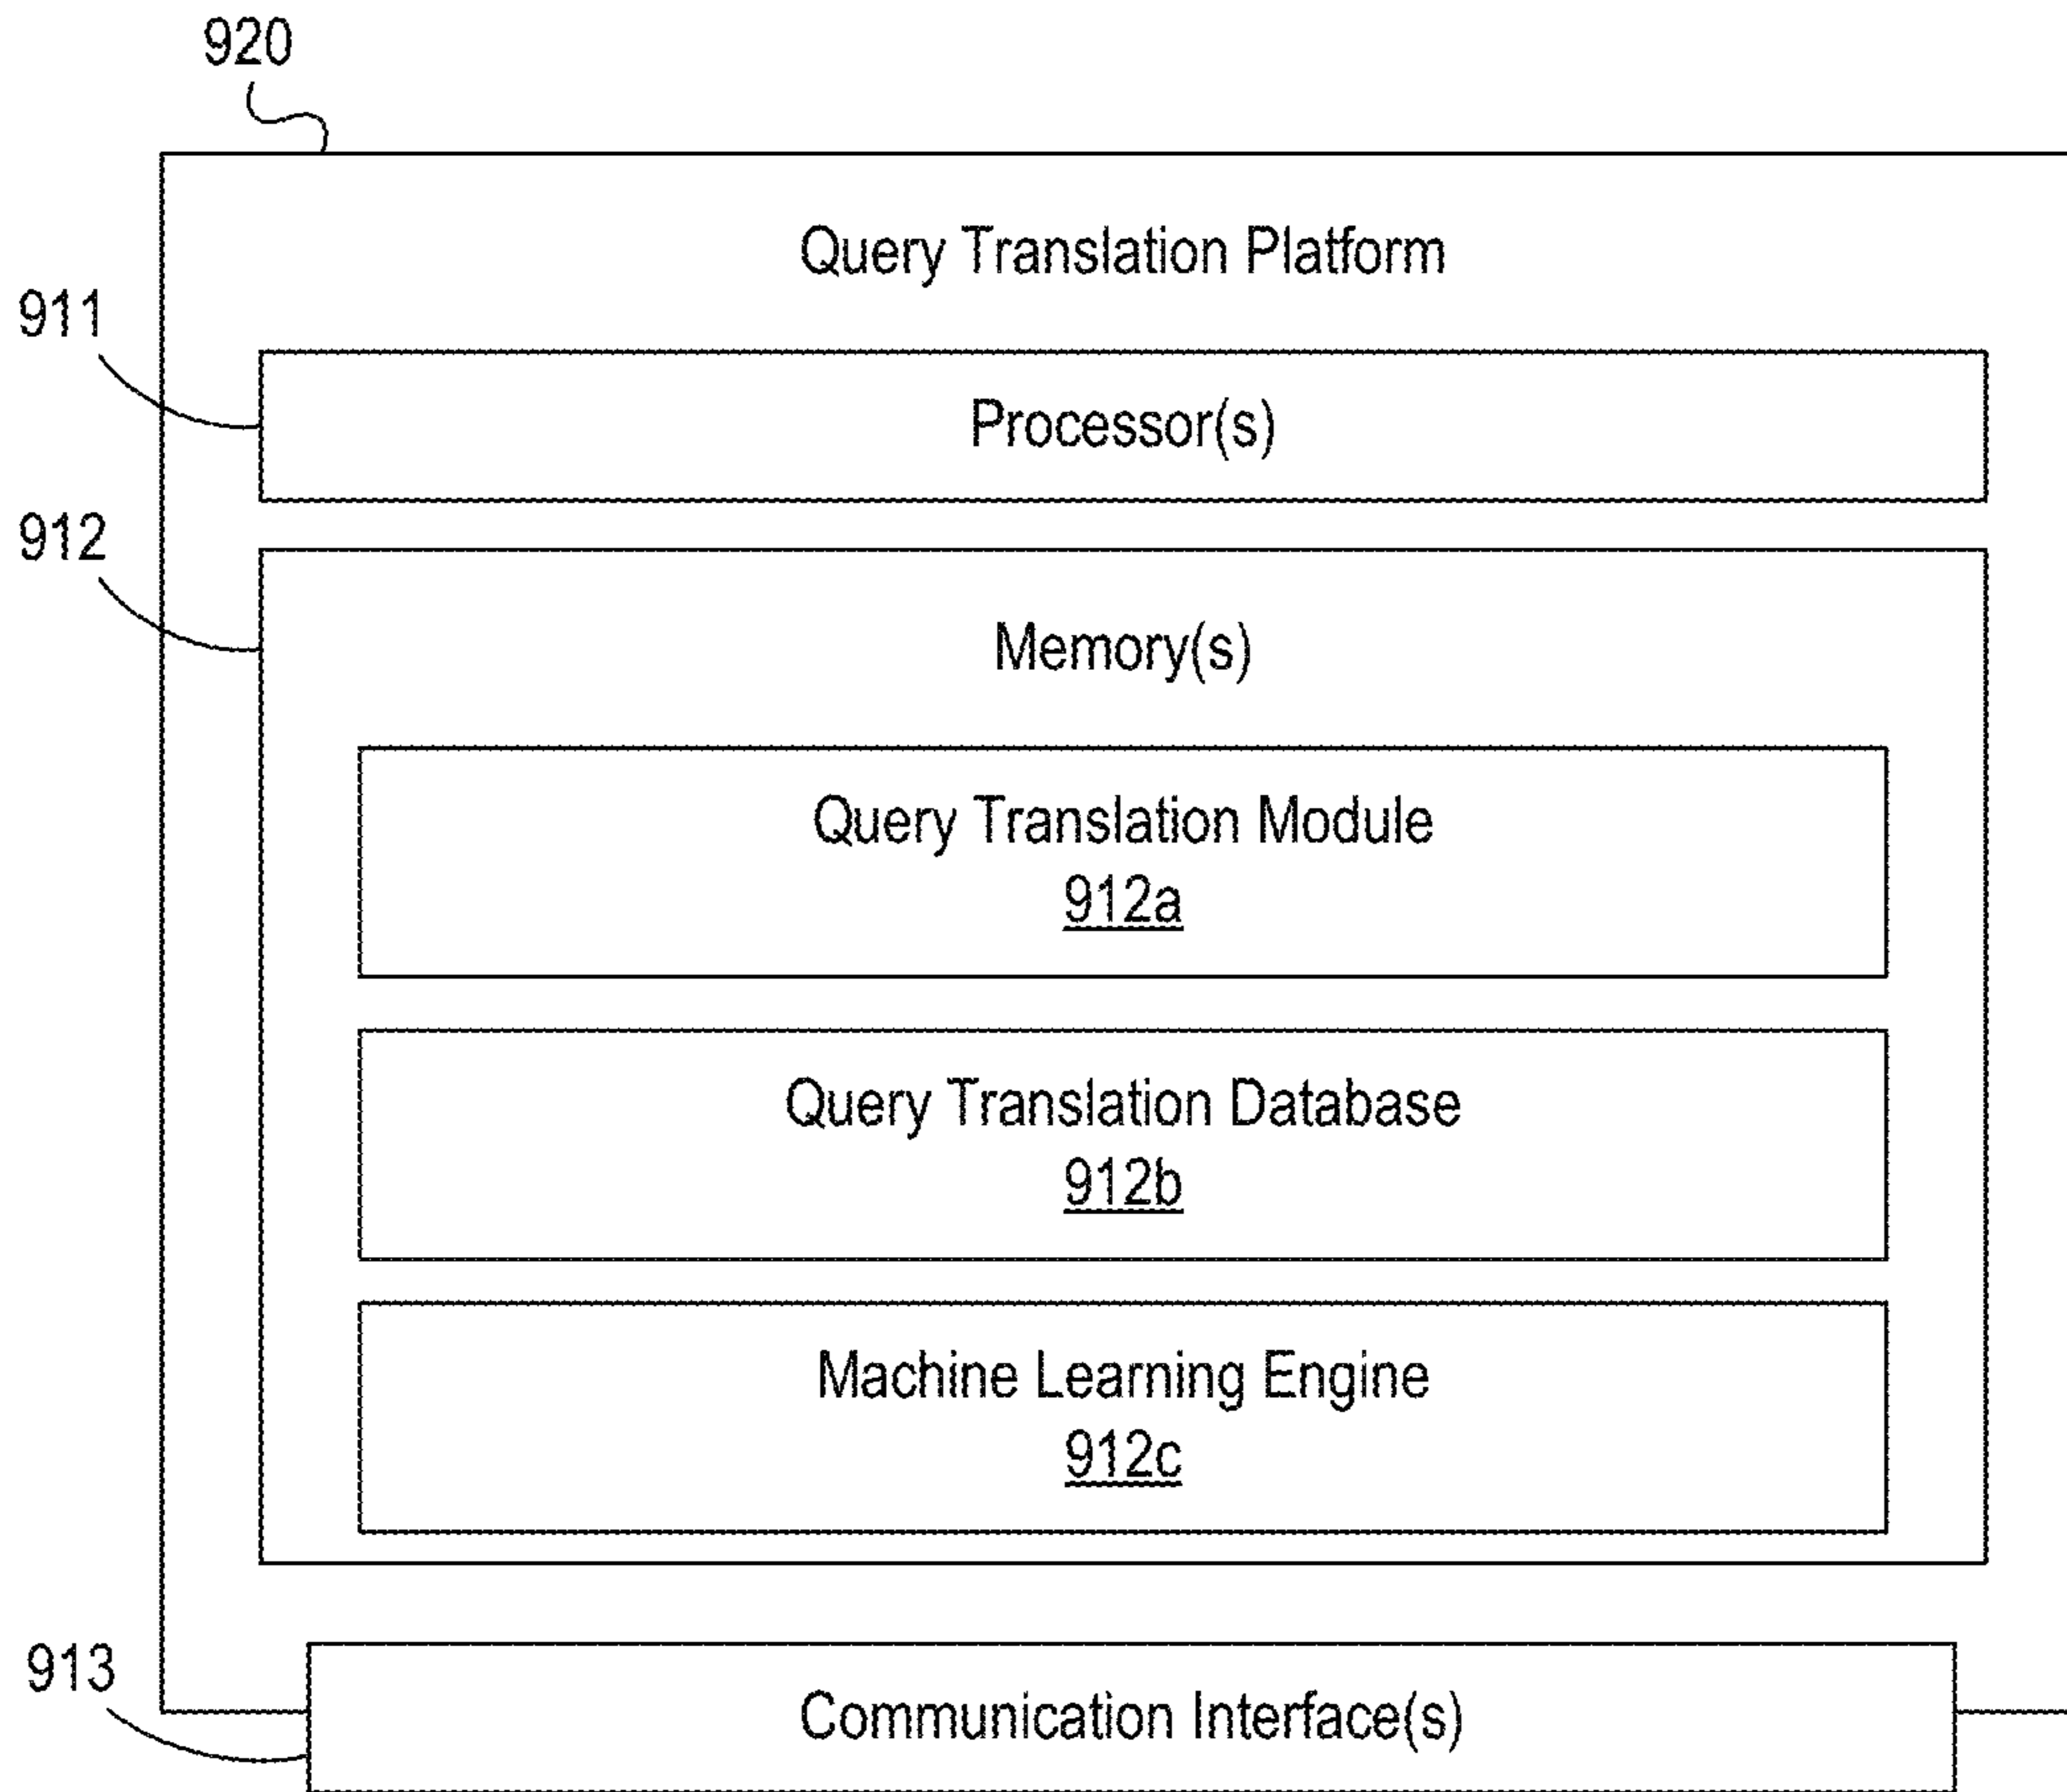 920
Query Translation Platform
911
Processor(s)
912
Memory(s)
Query Translation Module
912a
Query Translation Database
912b
Machine Learning Engine
912c
913
Communication Interface(s)